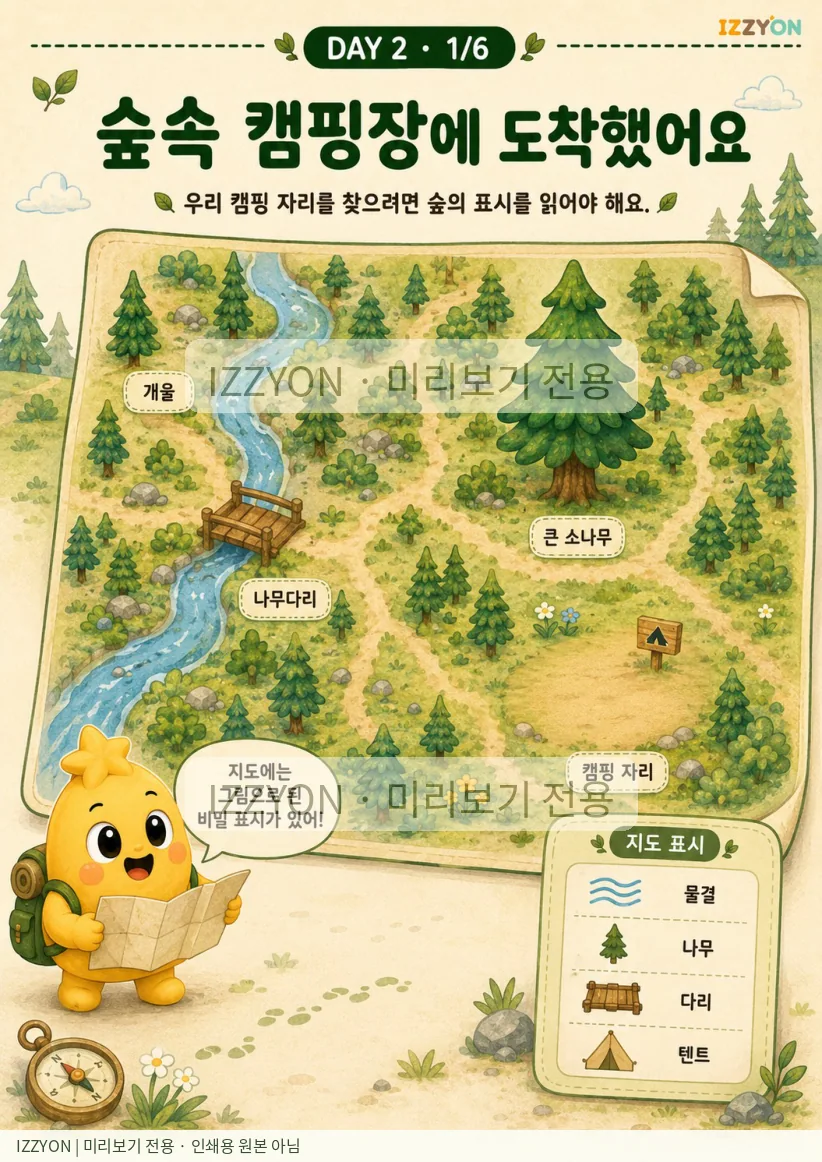 IZZYON
DAY 2 · 1/6
숲속 캠핑장에 도착했어요
우리 캠핑 자리를 찾으려면 숲의 표시를 읽어야 해요.
IZZYON · 미리보기 전용
개울
큰 소나무
나무다리
캠핑 자리
지도에는
그림으로 된
비밀 표시가 있어!
IZZYON · 미리보기 전용
지도 표시
물결
나무
다리
텐트
IZZYON | 미리보기 전용 · 인쇄용 원본 아님